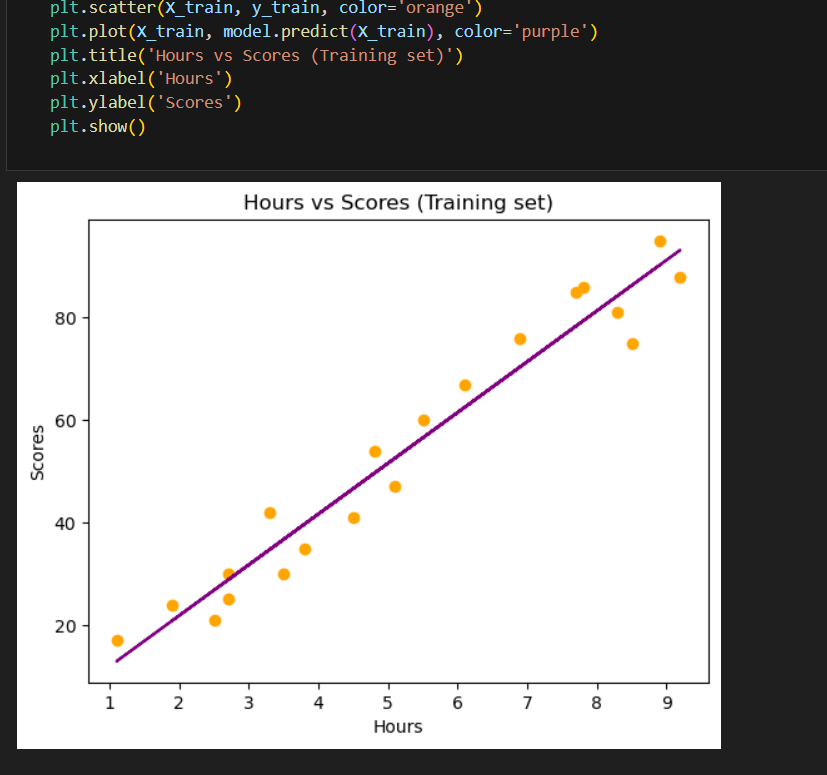 plt.scatter(X_train, y_train, color='orange')
plt.plot(X_train, model.predict(X_train), color='purple')
plt.title('Hours vs Scores (Training set)')
plt.xlabel('Hours')
plt.ylabel('Scores')
plt.show()
Hours vs Scores (Training set)
80
60
40
20
Scores
1 2 3 4 5 6 7 8 9
Hours